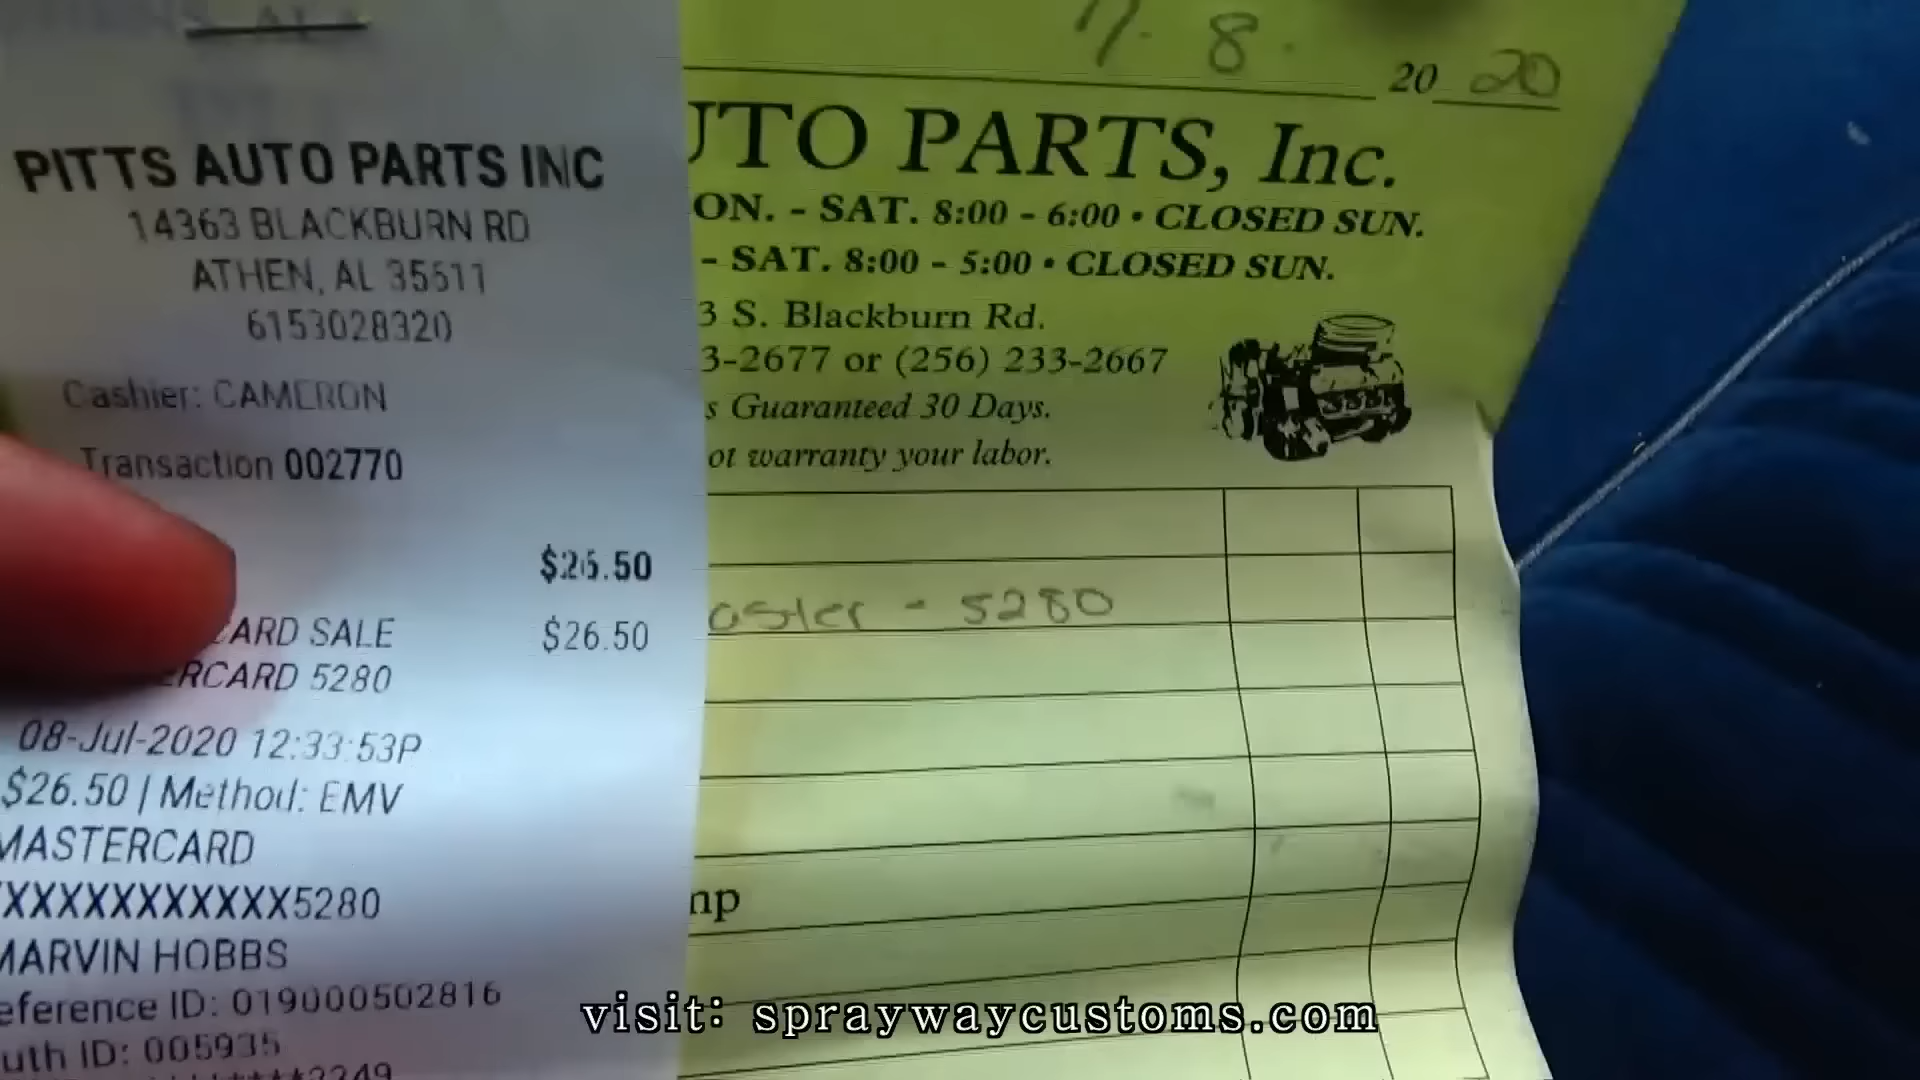 PITTS AUTO PARTS INC
14363 BLACKBURN RD
ATHEN, AL 35611
6153028320
Cashier: CAMERON
Transaction 002770
$26.50
CARD SALE $26.50
ERCARD 5280
08-Jul-2020 12:33:53P
$26.50 | Method: EMV
MASTERCARD
XXXXXXXXXXXX5280
MARVIN HOBBS
eference ID: 019000502816
uth ID: 005935
7. 8. 20 20
UTO PARTS, Inc.
ON. - SAT. 8:00 - 6:00 • CLOSED SUN.
- SAT. 8:00 - 5:00 • CLOSED SUN.
3 S. Blackburn Rd.
3-2677 or (256) 233-2667
s Guaranteed 30 Days.
ot warranty your labor.
aster - 5280
mp
visit: spraywaycustoms.com